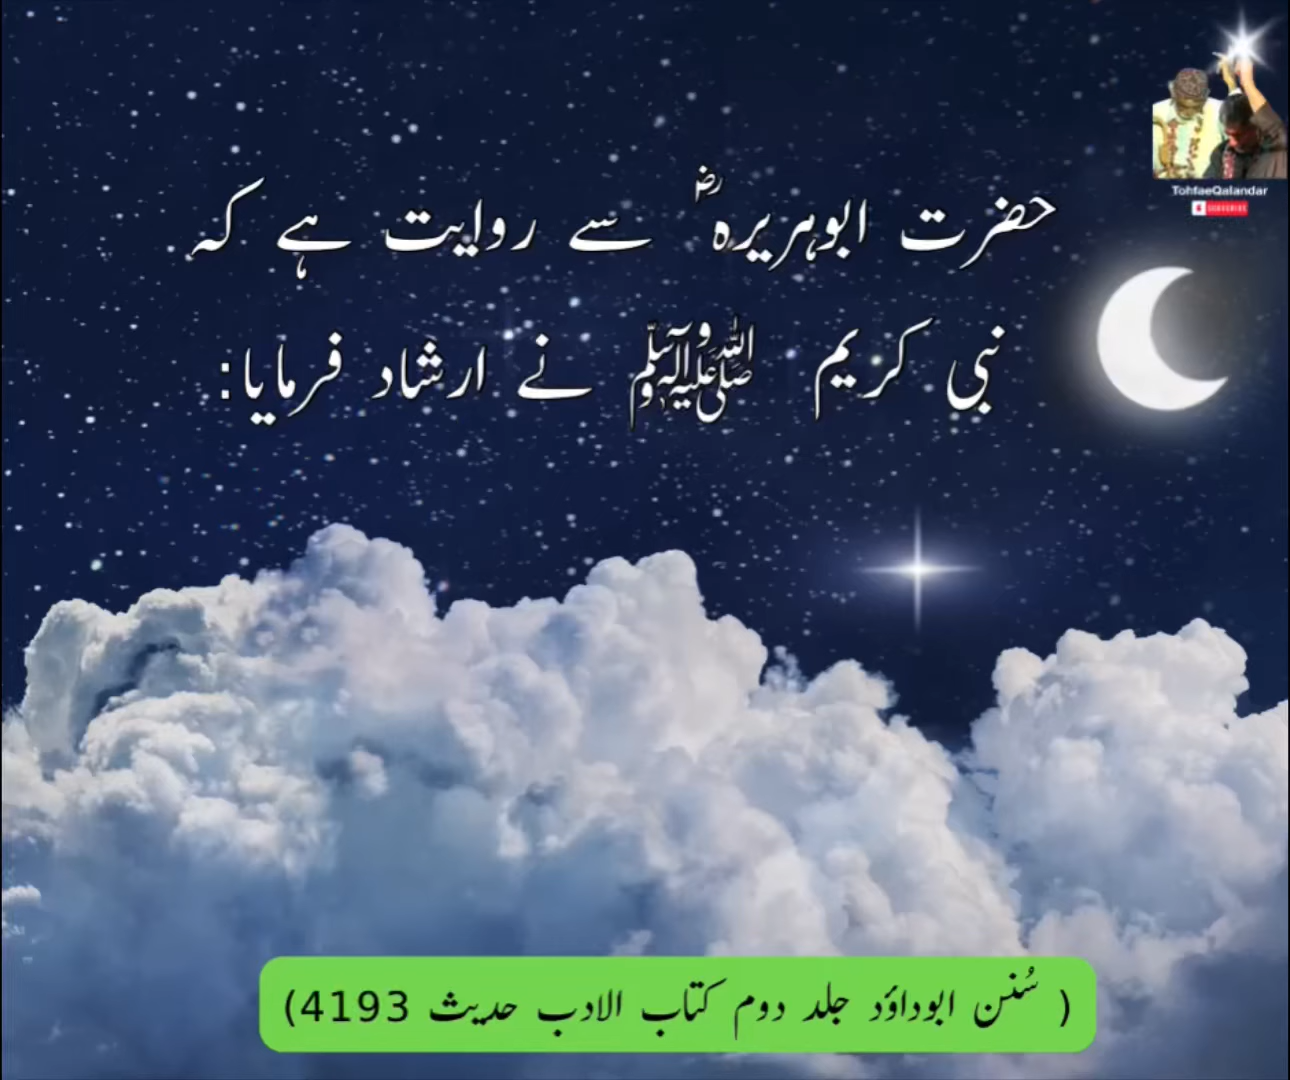 TohfaeQalandar
SUBSCRIBE
حضرت ابوہریرہؓ سے روایت ہے کہ
نبی کریم ﷺ نے ارشاد فرمایا:
( سُنن ابوداؤد جلد دوم کتاب الادب حدیث 4193)